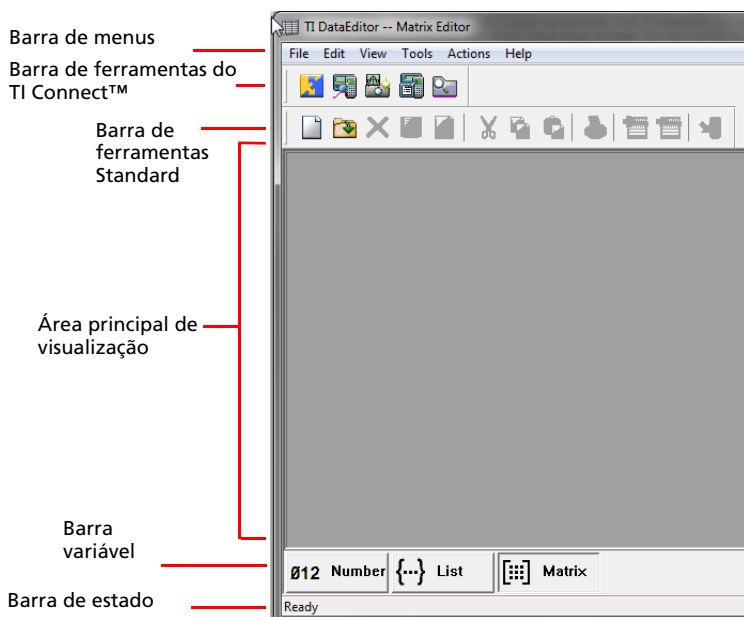 TI DataEditor -- Matrix Editor
Barra de menus
File Edit View Tools Actions Help
Barra de ferramentas do
TI Connect™
Barra de
ferramentas
Standard
Área principal de
visualização
Barra
variável
Ø12 Number {···} List [⁝⁝⁝] Matrix
Barra de estado
Ready